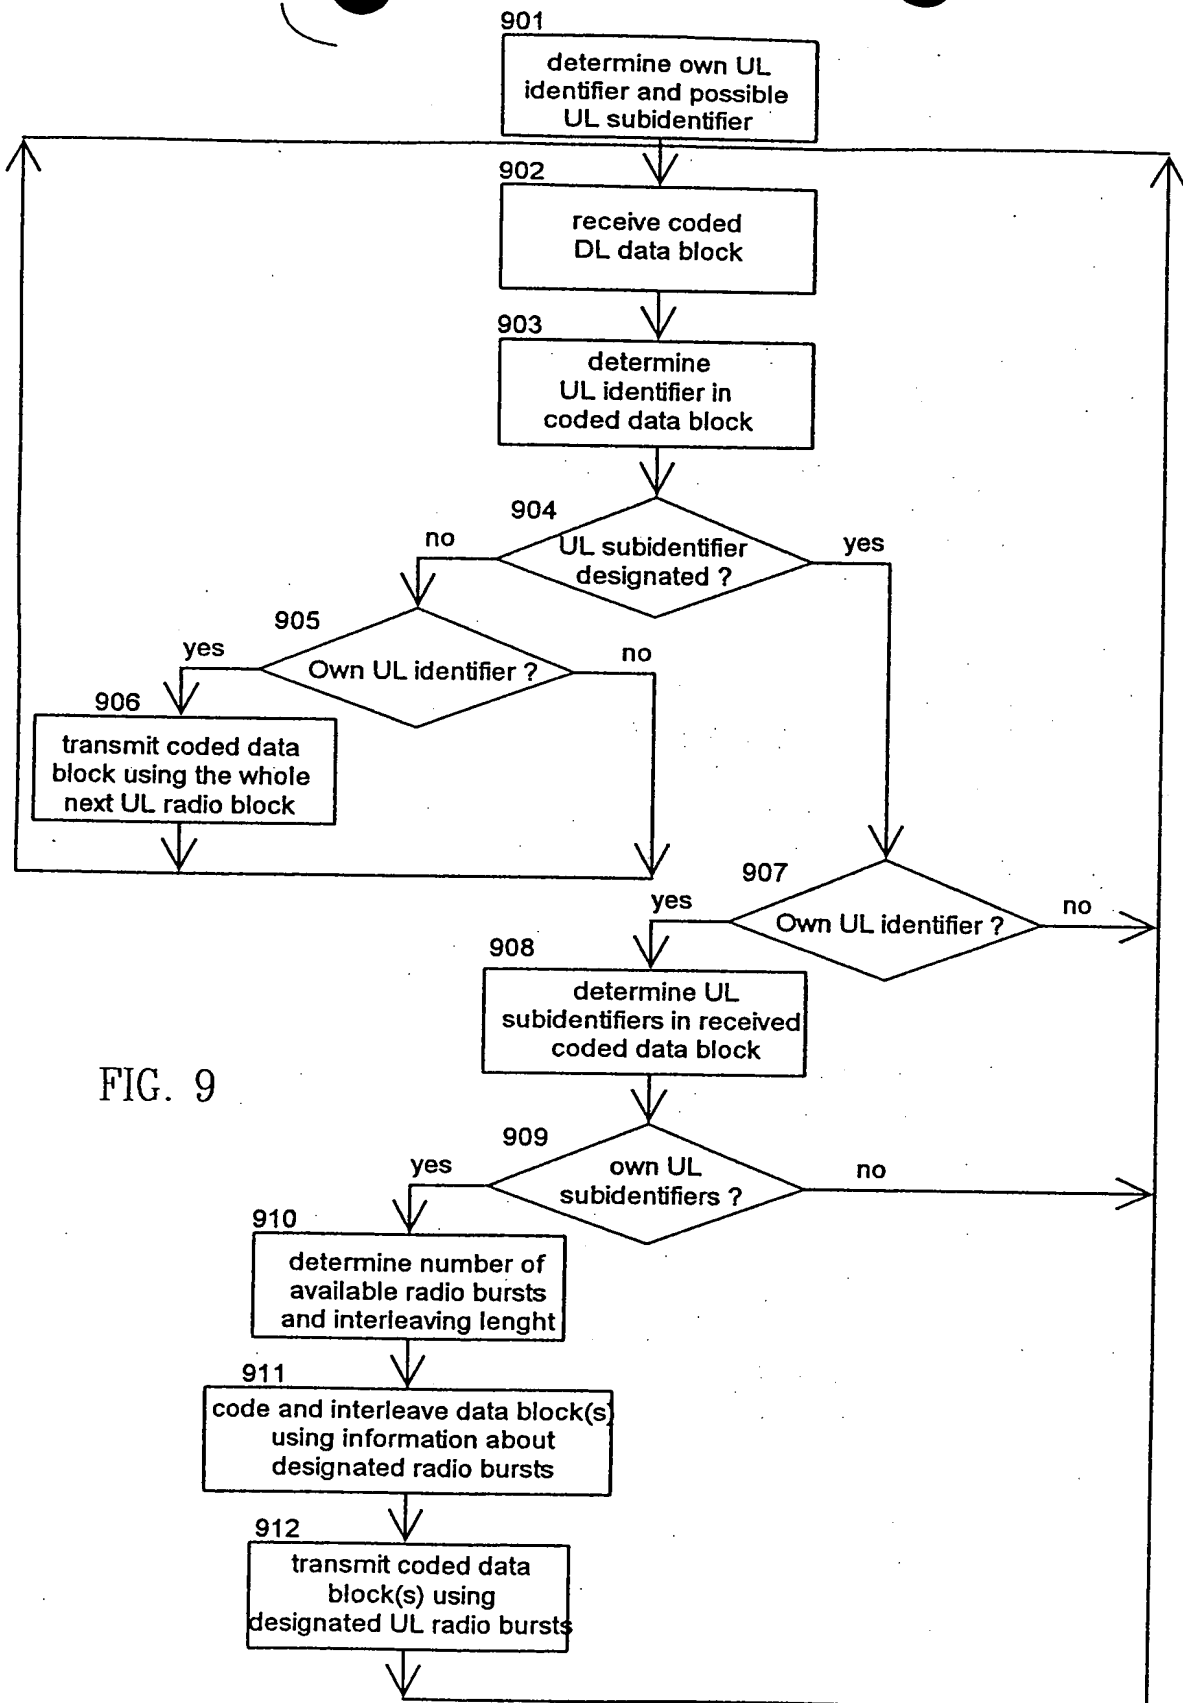 901
determine own UL
identifier and possible
UL subidentifier
902
receive coded
DL data block
903
determine
UL identifier in
coded data block
904
UL subidentifier
designated ?
no
yes
905
Own UL identifier ?
yes
no
906
transmit coded data
block using the whole
next UL radio block
907
Own UL identifier ?
yes
no
908
determine UL
subidentifiers in received
coded data block
FIG. 9
909
own UL
subidentifiers ?
yes
no
910
determine number of
available radio bursts
and interleaving lenght
911
code and interleave data block(s)
using information about
designated radio bursts
912
transmit coded data
block(s) using
designated UL radio bursts